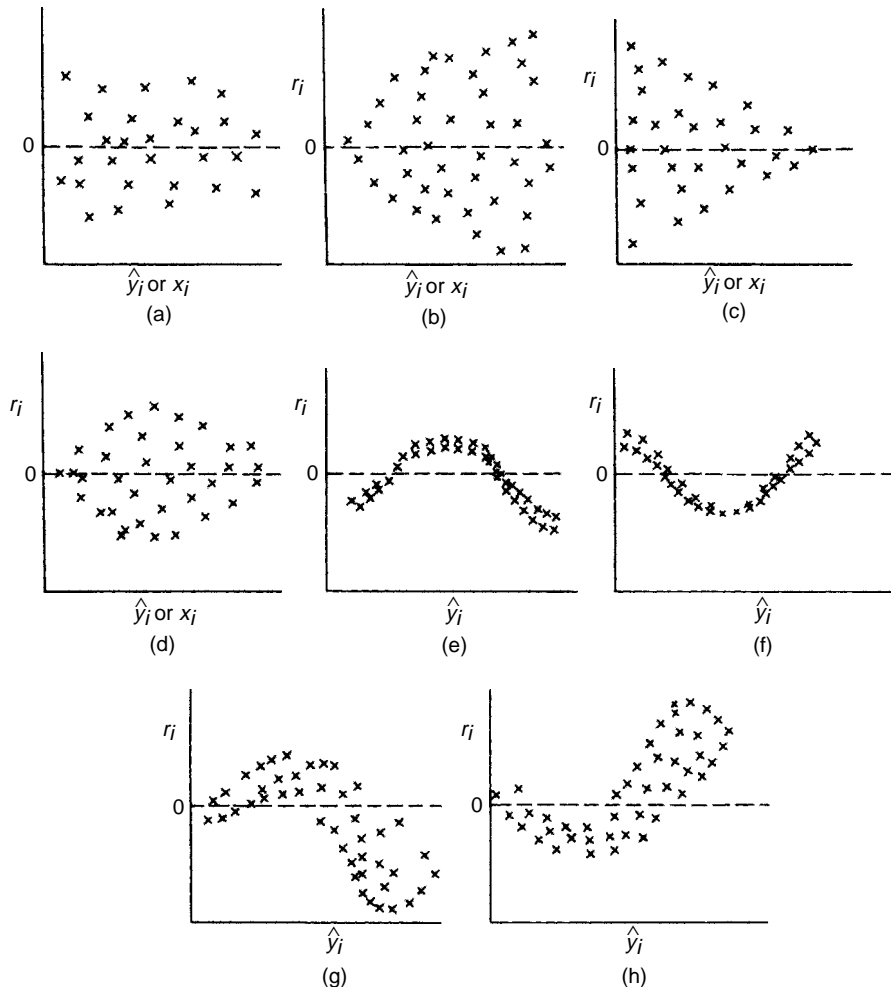 r_i
r_i
0
0
0
ŷ_i or x_i
ŷ_i or x_i
ŷ_i or x_i
(a)
(b)
(c)
r_i
r_i
r_i
0
0
0
ŷ_i or x_i
ŷ_i
ŷ_i
(d)
(e)
(f)
r_i
r_i
0
0
ŷ_i
ŷ_i
(g)
(h)